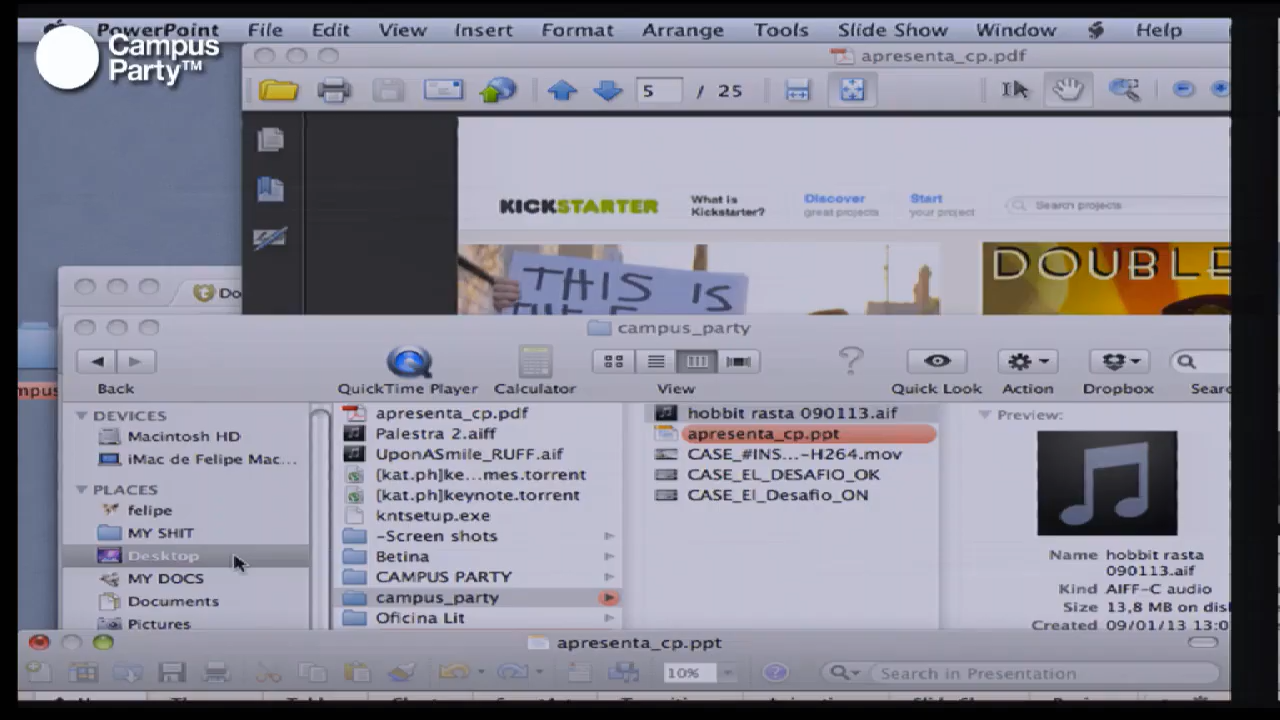 PowerPoint File Edit View Insert Format Arrange Tools Slide Show Window Help
Campus
Party™
apresenta_cp.pdf
5 / 25
KICKSTARTER
What is
Kickstarter?
Discover
great projects
Start
your project
Search projects
THIS IS
DOUBLE
Do
campus_party
Back
QuickTime Player
Calculator
View
Quick Look
Action
Dropbox
Searc
mpus
DEVICES
Macintosh HD
iMac de Felipe Mac...
PLACES
felipe
MY SHIT
Desktop
MY DOCS
Documents
Pictures
apresenta_cp.pdf
Palestra 2.aiff
UponASmile_RUFF.aif
[kat.ph]ke...mes.torrent
[kat.ph]keynote.torrent
kntsetup.exe
-Screen shots
Betina
CAMPUS PARTY
campus_party
Oficina Lit
hobbit rasta 090113.aif
apresenta_cp.ppt
CASE_#INS...-H264.mov
CASE_EL_DESAFIO_OK
CASE_El_Desafio_ON
Preview:
Name hobbit rasta
090113.aif
Kind AIFF-C audio
Size 13,8 MB on disk
Created 09/01/13 13:0
apresenta_cp.ppt
10%
Search in Presentation